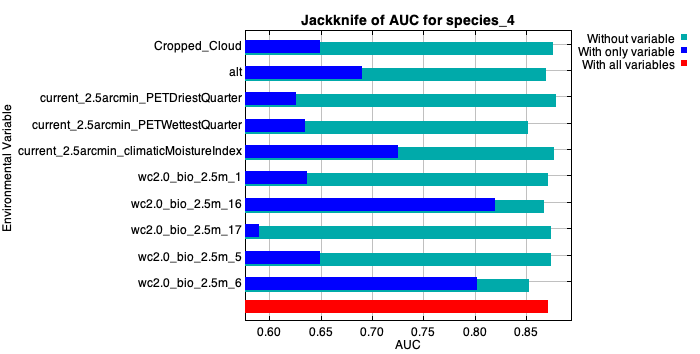 Jackknife of AUC for species_4
Without variable
With only variable
With all variables
Environmental Variable
Cropped_Cloud
alt
current_2.5arcmin_PETDriestQuarter
current_2.5arcmin_PETWettestQuarter
current_2.5arcmin_climaticMoistureIndex
wc2.0_bio_2.5m_1
wc2.0_bio_2.5m_16
wc2.0_bio_2.5m_17
wc2.0_bio_2.5m_5
wc2.0_bio_2.5m_6
0.60 0.65 0.70 0.75 0.80 0.85
AUC